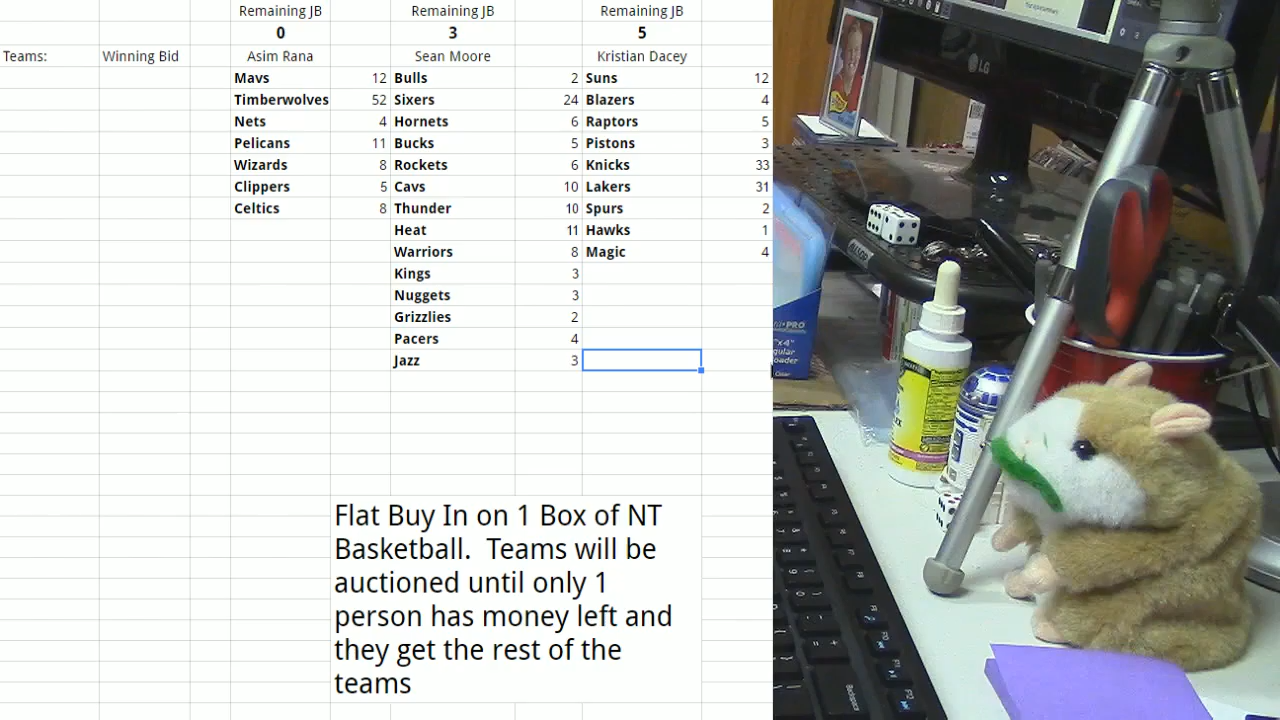 Remaining JB Remaining JB Remaining JB
0 3 5
Teams: Winning Bid Asim Rana Sean Moore Kristian Dacey
Mavs 12 Bulls 2 Suns 12
Timberwolves 52 Sixers 24 Blazers 4
Nets 4 Hornets 6 Raptors 5
Pelicans 11 Bucks 5 Pistons 3
Wizards 8 Rockets 6 Knicks 33
Clippers 5 Cavs 10 Lakers 31
Celtics 8 Thunder 10 Spurs 2
Heat 11 Hawks 1
Warriors 8 Magic 4
Kings 3
Nuggets 3
Grizzlies 2
Pacers 4
Jazz 3
Flat Buy In on 1 Box of NT
Basketball. Teams will be
auctioned until only 1
person has money left and
they get the rest of the
teams
LG
PRO